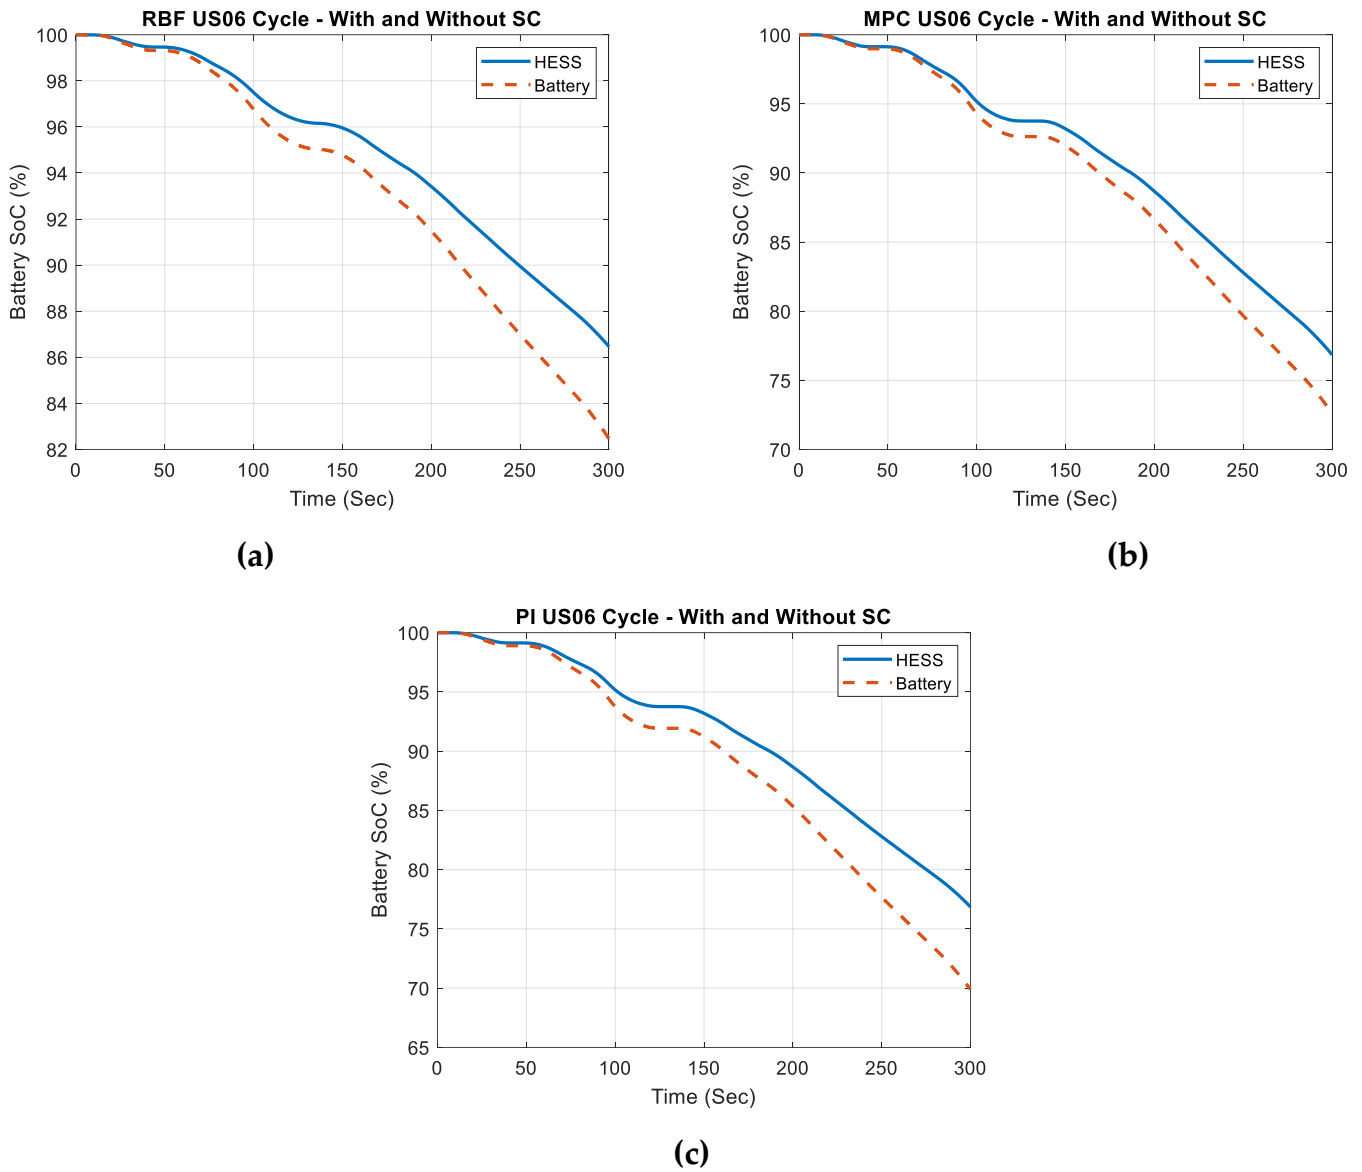 RBF US06 Cycle - With and Without SC
HESS
Battery
Battery SoC (%)
100
98
96
94
92
90
88
86
84
82
0 50 100 150 200 250 300
Time (Sec)
(a)
MPC US06 Cycle - With and Without SC
HESS
Battery
Battery SoC (%)
100
95
90
85
80
75
70
0 50 100 150 200 250 300
Time (Sec)
(b)
PI US06 Cycle - With and Without SC
HESS
Battery
Battery SoC (%)
100
95
90
85
80
75
70
65
0 50 100 150 200 250 300
Time (Sec)
(c)